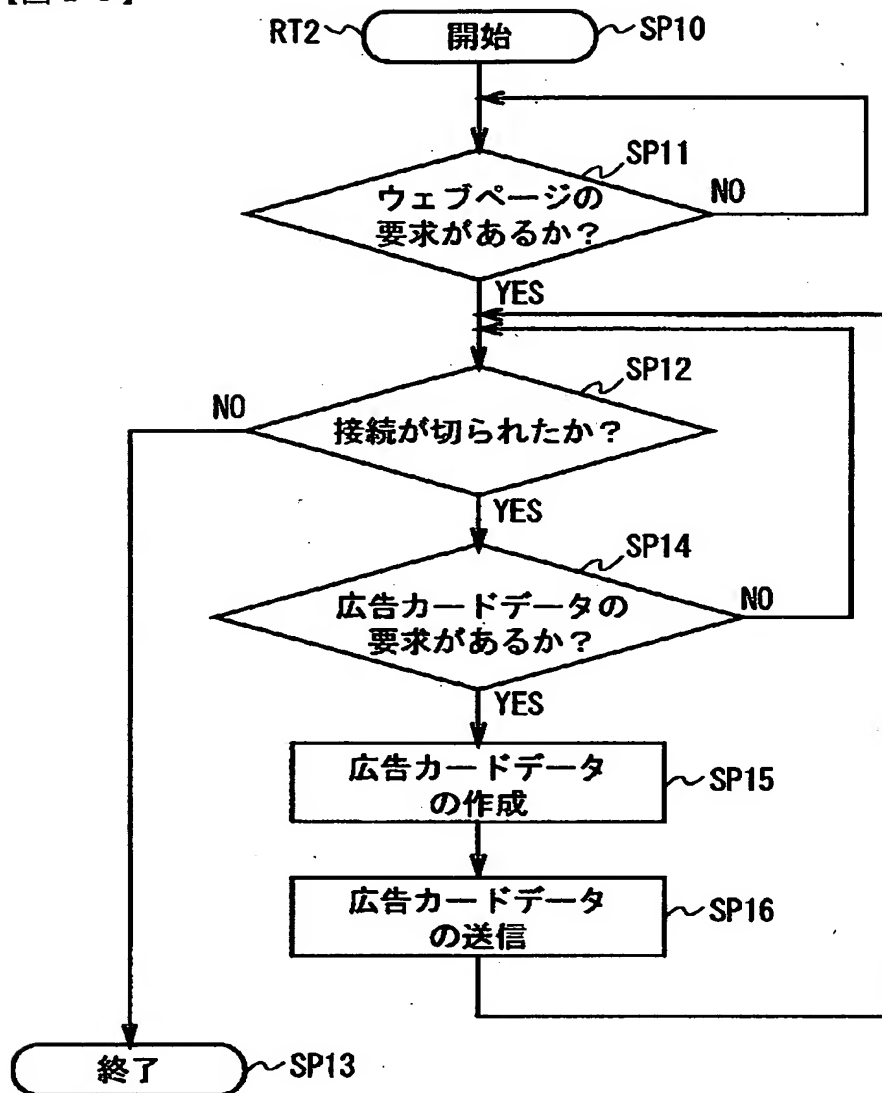 RT2
開始
SP10
SP11
ウェブページの
要求があるか？
NO
YES
SP12
NO
接続が切られたか？
YES
SP14
広告カードデータの
要求があるか？
NO
YES
広告カードデータ
の作成
SP15
広告カードデータ
の送信
SP16
終了
SP13